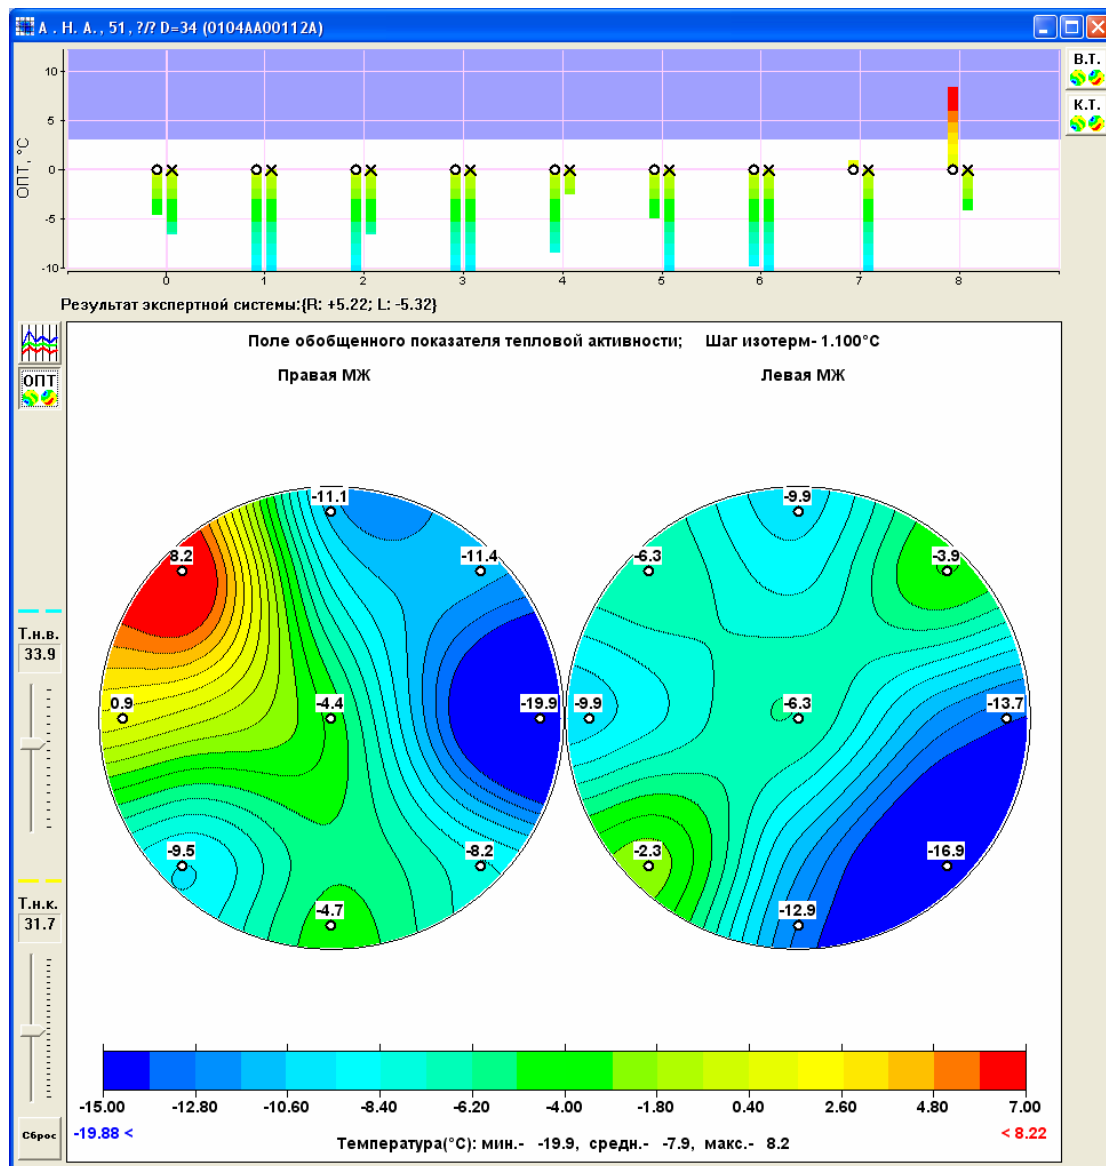 А . Н. А., 51, ?/? D=34 (0104AA00112A)
В.Т.
К.Т.
ОПТ, °C
10
5
0
-5
-10
0 1 2 3 4 5 6 7 8
Результат экспертной системы:{R: +5.22; L: -5.32}
ОПТ
Поле обобщенного показателя тепловой активности; Шаг изотерм- 1.100°C
Правая МЖ Левая МЖ
-11.1 -9.9
8.2 -11.4 -6.3 -3.9
0.9 -4.4 -19.9 -9.9 -6.3 -13.7
-9.5 -8.2 -2.3 -16.9
-4.7 -12.9
Т.н.в.
33.9
Т.н.к.
31.7
Сброс
-15.00 -12.80 -10.60 -8.40 -6.20 -4.00 -1.80 0.40 2.60 4.80 7.00
-19.88 < < 8.22
Температура(°C): мин.- -19.9, средн.- -7.9, макс.- 8.2